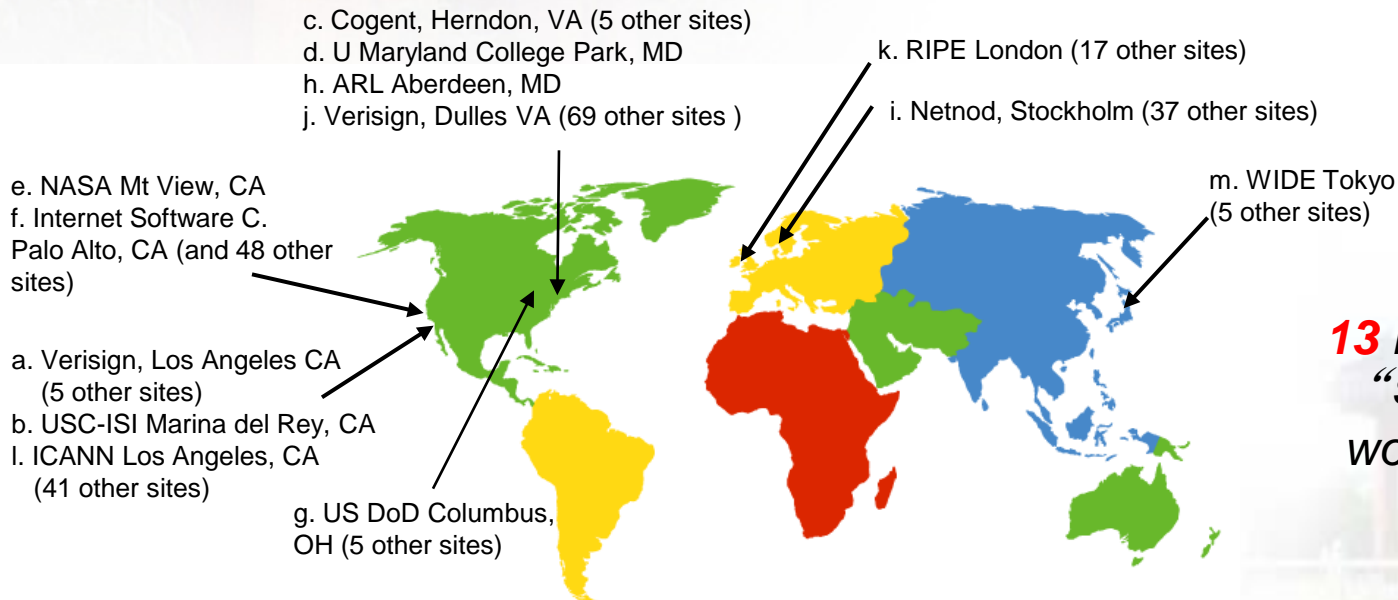 c. Cogent, Herndon, VA (5 other sites)
d. U Maryland College Park, MD
h. ARL Aberdeen, MD
j. Verisign, Dulles VA (69 other sites )
k. RIPE London (17 other sites)
i. Netnod, Stockholm (37 other sites)
m. WIDE Tokyo
(5 other sites)
e. NASA Mt View, CA
f. Internet Software C.
Palo Alto, CA (and 48 other
sites)
a. Verisign, Los Angeles CA
(5 other sites)
b. USC-ISI Marina del Rey, CA
l. ICANN Los Angeles, CA
(41 other sites)
g. US DoD Columbus,
OH (5 other sites)
13